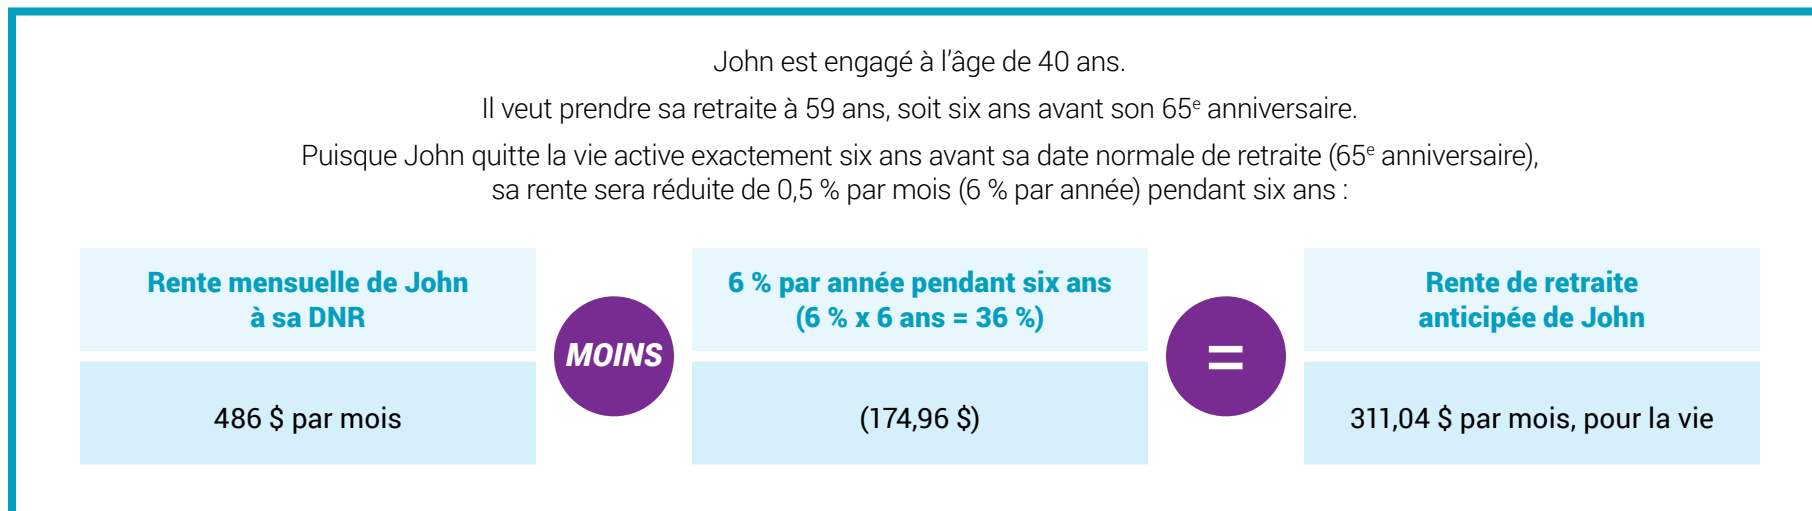 John est engagé à l’âge de 40 ans.
Il veut prendre sa retraite à 59 ans, soit six ans avant son 65e anniversaire.
Puisque John quitte la vie active exactement six ans avant sa date normale de retraite (65e anniversaire),
sa rente sera réduite de 0,5 % par mois (6 % par année) pendant six ans :
Rente mensuelle de John
à sa DNR
486 $ par mois
MOINS
6 % par année pendant six ans
(6 % x 6 ans = 36 %)
(174,96 $)
=
Rente de retraite
anticipée de John
311,04 $ par mois, pour la vie